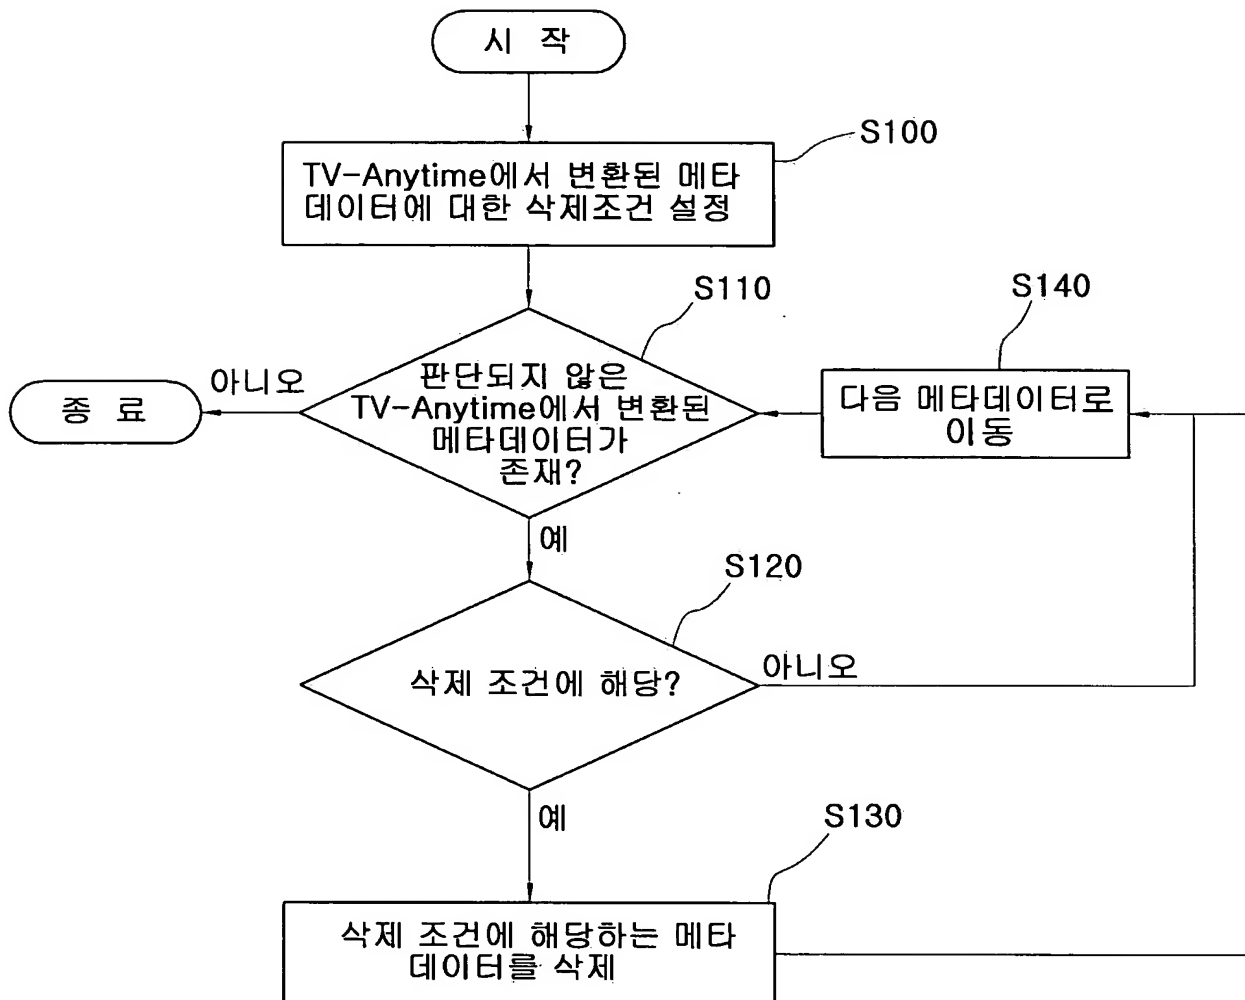 시 작
S100
TV-Anytime에서 변환된 메타
데이터에 대한 삭제조건 설정
S110
S140
아니오
종 료
판단되지 않은
TV-Anytime에서 변환된
메타데이터가
존재?
다음 메타데이터로
이동
예
S120
삭제 조건에 해당?
아니오
예
S130
삭제 조건에 해당하는 메타
데이터를 삭제